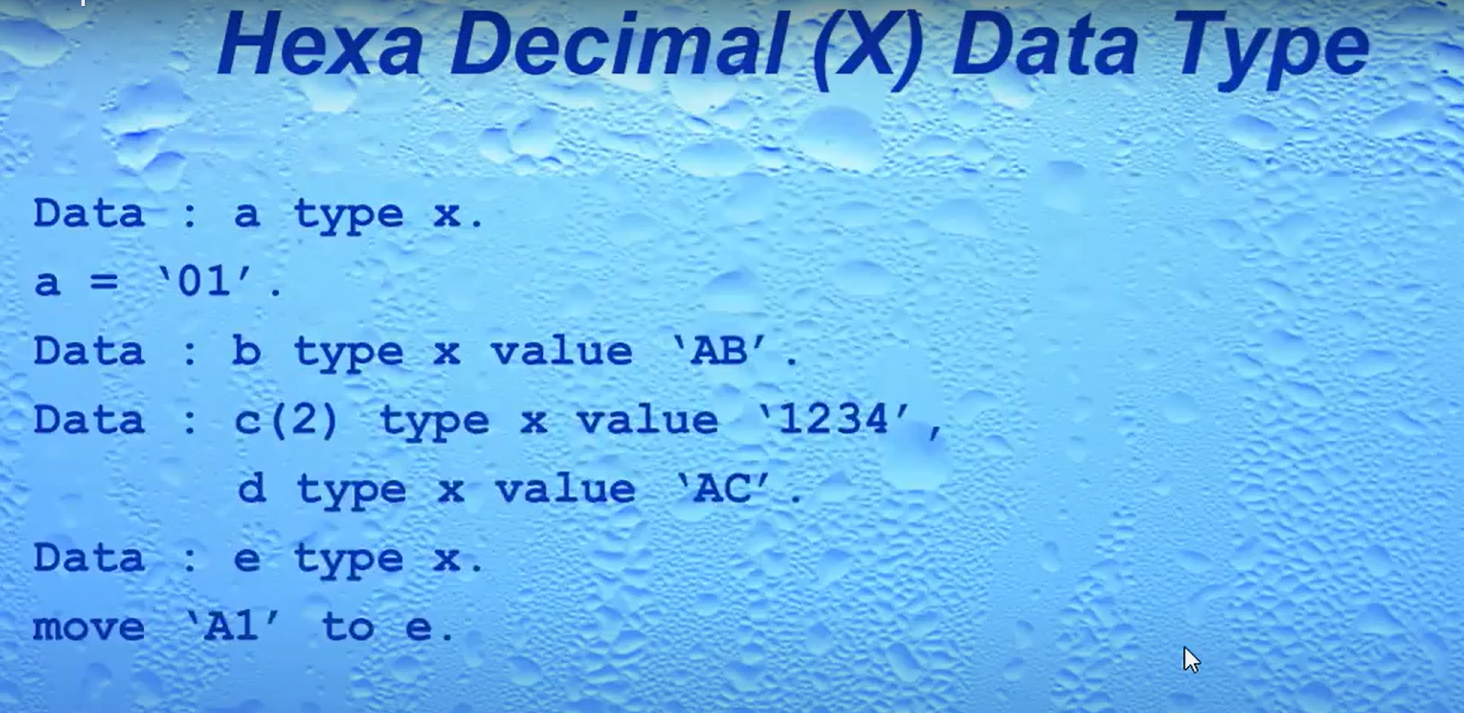 Hexa Decimal (X) Data Type
Data : a type x.
a = ‘01’.
Data : b type x value ‘AB’.
Data : c(2) type x value ‘1234’,
d type x value ‘AC’.
Data : e type x.
move ‘A1’ to e.